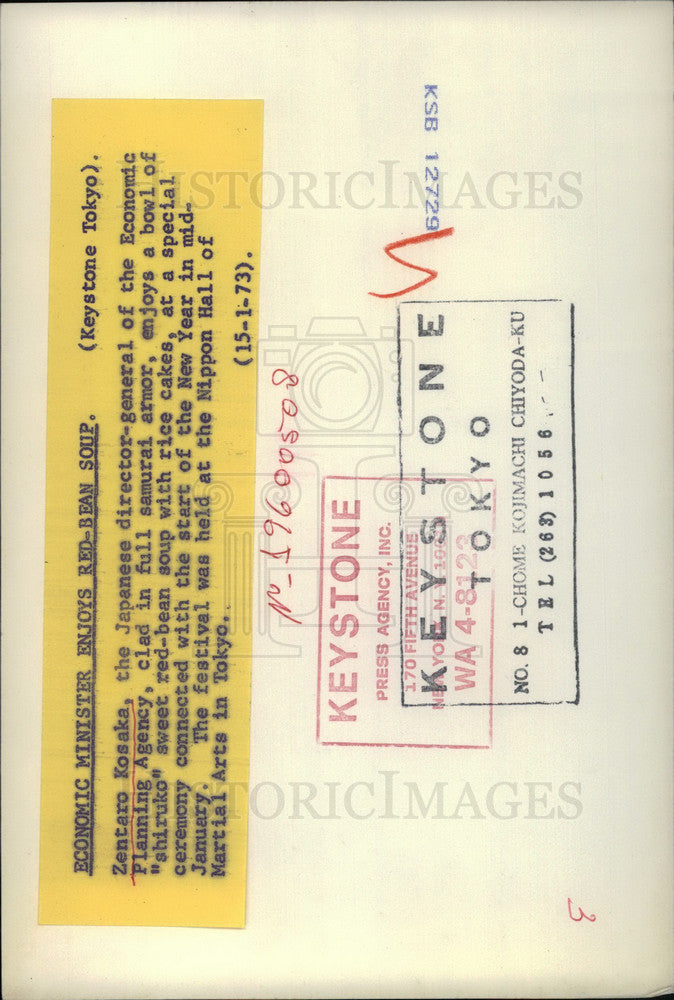 ECONOMIC MINISTER ENJOYS RED-BEAN SOUP. (Keystone Tokyo).
Zentaro Kosaka, the Japanese director-general of the Economic
Planning Agency, clad in full samurai armor, enjoys a bowl of
"shiruko" sweet red-bean soup with rice cakes, at a special
ceremony connected with the start of the New Year in mid-
January. The festival was held at the Nippon Hall of
Martial Arts in Tokyo.
(15-1-73).
KSB 12729
KEYSTONE
PRESS AGENCY, INC.
170 FIFTH AVENUE
WA 4-8123
KEYSTONE
TOKYO
NO. 8 1-CHOME KOJIMACHI CHIYODA-KU
TEL (263) 1056
3
HISTORIC IMAGES
HISTORIC IMAGES